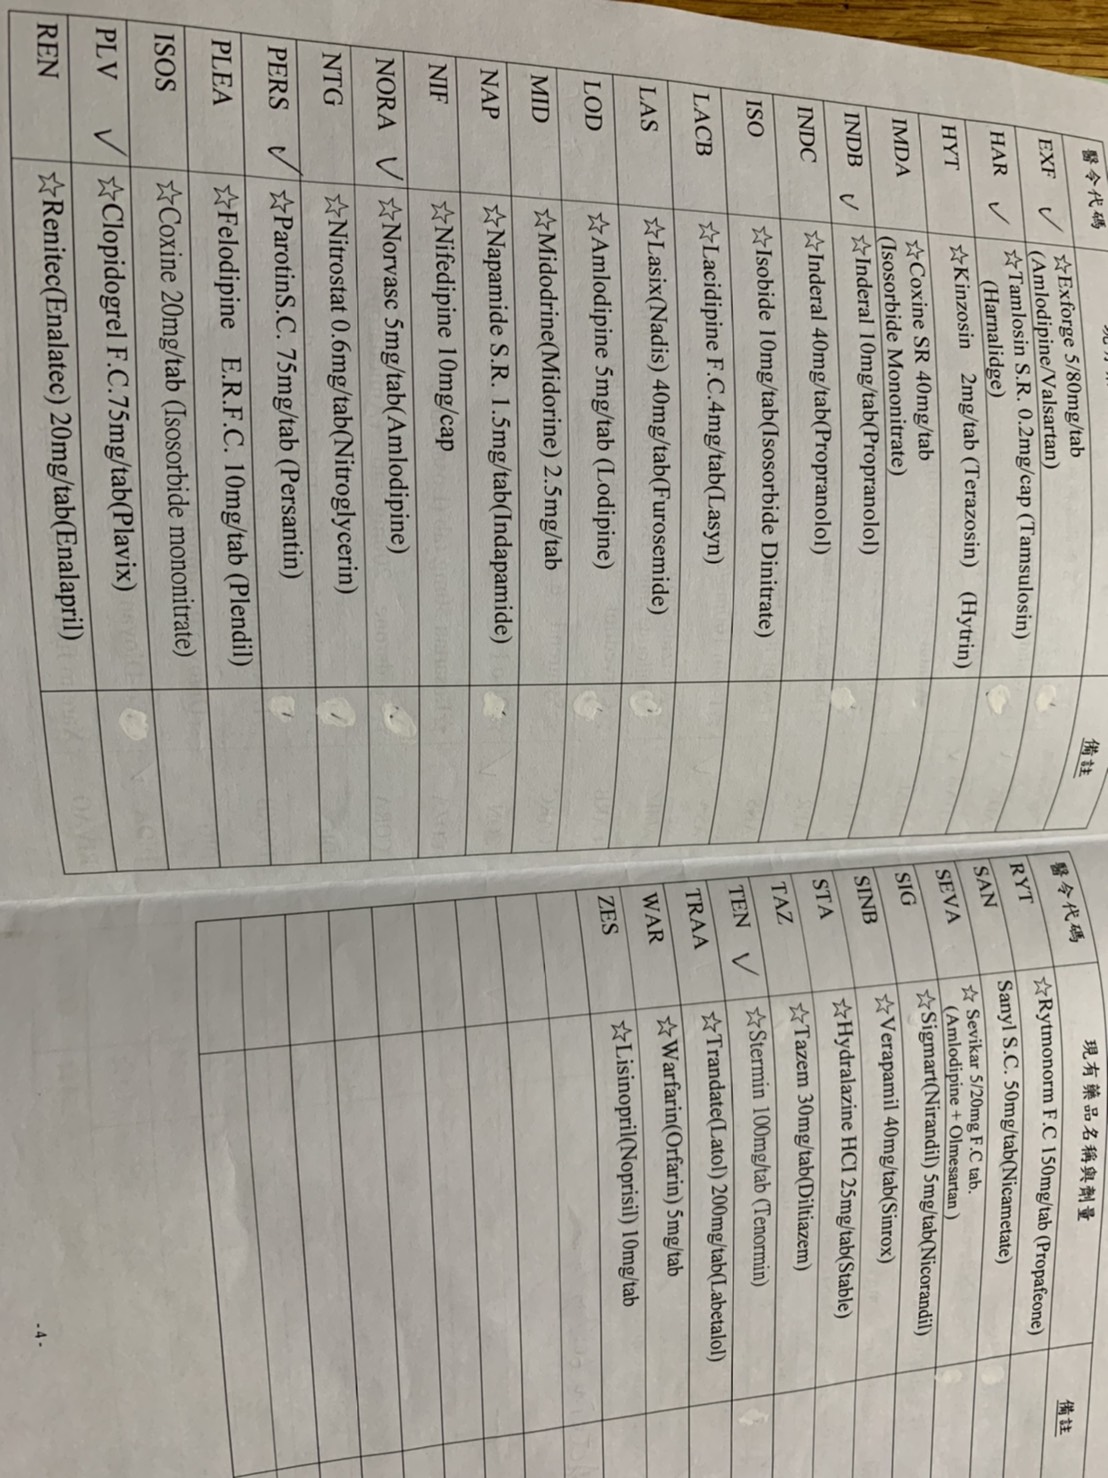 醫令代碼 備註
EXF ✓ ☆Exforge 5/80mg/tab
(Amlodipine/Valsartan)
HAR ✓ ☆Tamlosin S.R. 0.2mg/cap (Tamsulosin)
(Harnalidge)
HYT ☆Kinzosin 2mg/tab (Terazosin) (Hytrin)
IMDA ☆Coxine SR 40mg/tab
(Isosorbide Mononitrate)
INDB ✓ ☆Inderal 10mg/tab(Propranolol)
INDC ☆Inderal 40mg/tab(Propranolol)
ISO ☆Isobide 10mg/tab(Isosorbide Dinitrate)
LACB ☆Lacidipine F.C.4mg/tab(Lasyn)
LAS ☆Lasix(Nadis) 40mg/tab(Furosemide)
LOD ☆Amlodipine 5mg/tab (Lodipine)
MID ☆Midodrine(Midorine) 2.5mg/tab
NAP ☆Napamide S.R. 1.5mg/tab(Indapamide)
NIF ☆Nifedipine 10mg/cap
NORA ✓ ☆Norvasc 5mg/tab(Amlodipine)
NTG ☆Nitrostat 0.6mg/tab(Nitroglycerin)
PERS ✓ ☆ParotinS.C. 75mg/tab (Persantin)
PLEA ☆Felodipine E.R.F.C. 10mg/tab (Plendil)
ISOS ☆Coxine 20mg/tab (Isosorbide mononitrate)
PLV ✓ ☆Clopidogrel F.C.75mg/tab(Plavix)
REN ☆Renitec(Enalatec) 20mg/tab(Enalapril)
醫令代碼 現有藥品名稱與劑量 備註
RYT ☆Rytmonorm F.C 150mg/tab (Propafeone)
SAN Sanyl S.C. 50mg/tab(Nicametate)
SEVA ☆ Sevikar 5/20mg F.C tab.
(Amlodipine + Olmesartan )
SIG ☆Sigmart(Nirandil) 5mg/tab(Nicorandil)
SINB ☆Verapamil 40mg/tab(Sinrox)
STA ☆Hydralazine HCI 25mg/tab(Stable)
TAZ ☆Tazem 30mg/tab(Diltiazem)
TEN ✓ ☆Stermin 100mg/tab (Tenormin)
TRAA ☆Trandate(Latol) 200mg/tab(Labetalol)
WAR ☆Warfarin(Orfarin) 5mg/tab
ZES ☆Lisinopril(Noprisil) 10mg/tab
-4-